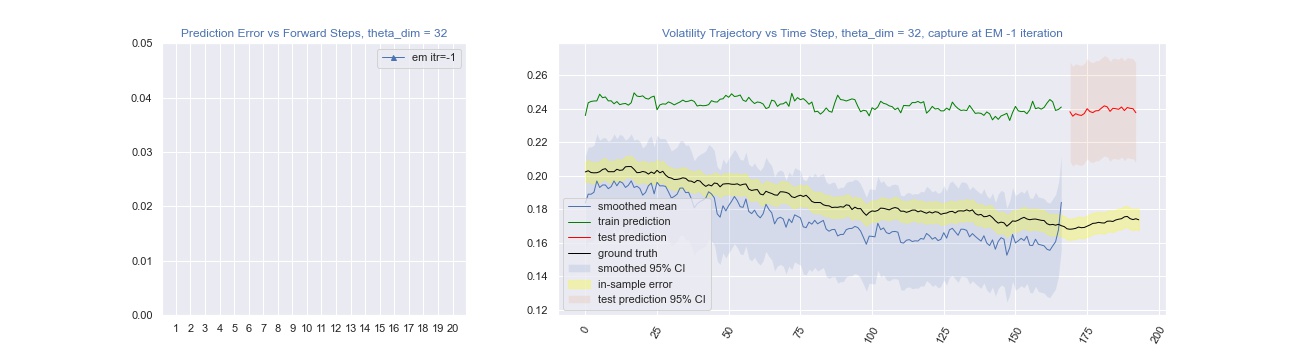 Prediction Error vs Forward Steps, theta_dim = 32
0.05
0.04
0.03
0.02
0.01
0.00
em itr=-1
1 2 3 4 5 6 7 8 9 10 11 12 13 14 15 16 17 18 19 20
Volatility Trajectory vs Time Step, theta_dim = 32, capture at EM -1 iteration
0.26
0.24
0.22
0.20
0.18
0.16
0.14
0.12
smoothed mean
train prediction
test prediction
ground truth
smoothed 95% CI
in-sample error
test prediction 95% CI
0 25 50 75 100 125 150 175 200